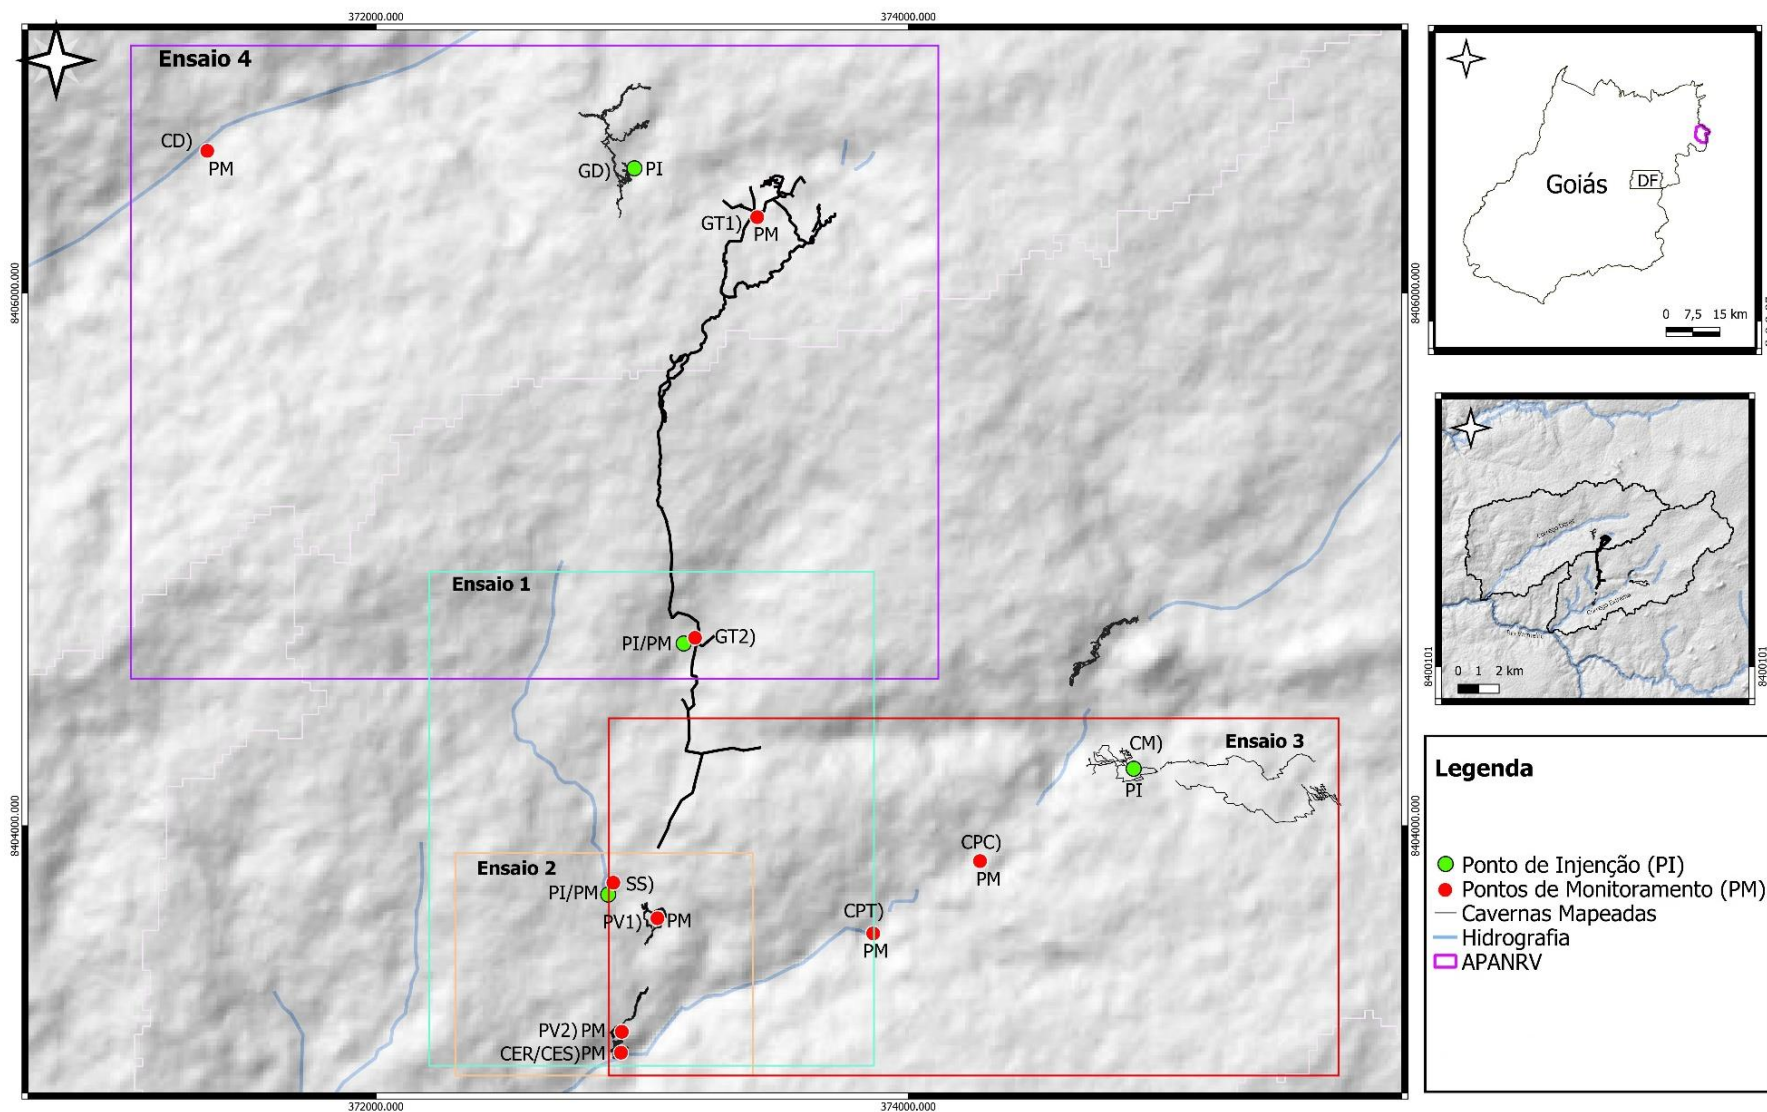 372000.000
374000.000
Ensaio 4
CD)
PM
GD)
PI
GT1)
PM
8406000.000
8406000.000
Ensaio 1
PI/PM
GT2)
Ensaio 3
CM)
PI
8404000.000
8404000.000
CPC)
PM
Ensaio 2
SS)
PI/PM
PV1)
PM
CPT)
PM
PV2) PM
CER/CES)PM
372000.000
374000.000
Goiás
DF
0 7,5 15 km
Córrego Extrema
0 1 2 km
8400101
8400101
Legenda
Ponto de Injenção (PI)
Pontos de Monitoramento (PM)
Cavernas Mapeadas
Hidrografia
APANRV